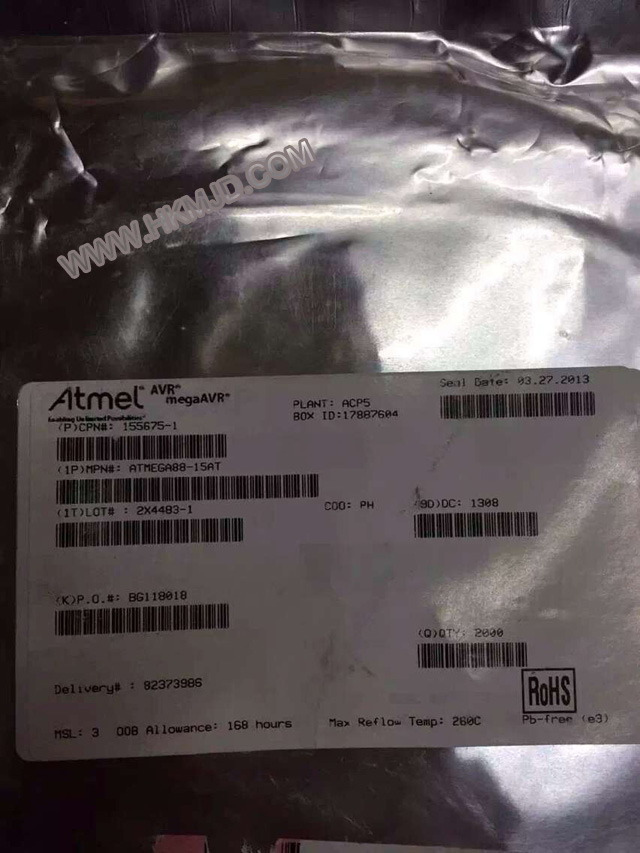 WWW.HKMJD.COM
Seal Date: 03.27.2013
Atmel® AVR® megaAVR®
Enabling Unlimited Possibilities®
PLANT: ACP5
BOX ID:17887604
(P)CPN#: 155675-1
(1P)MPN#: ATMEGA88-15AT
(1T)LOT# : 2X4483-1
COO: PH
(9D)DC: 1308
(K)P.O.#: BG118018
(Q)QTY: 2000
Delivery# : 82373986
RoHS
MSL: 3 OOB Allowance: 168 hours
Max Reflow Temp: 260C
Pb-free (e3)